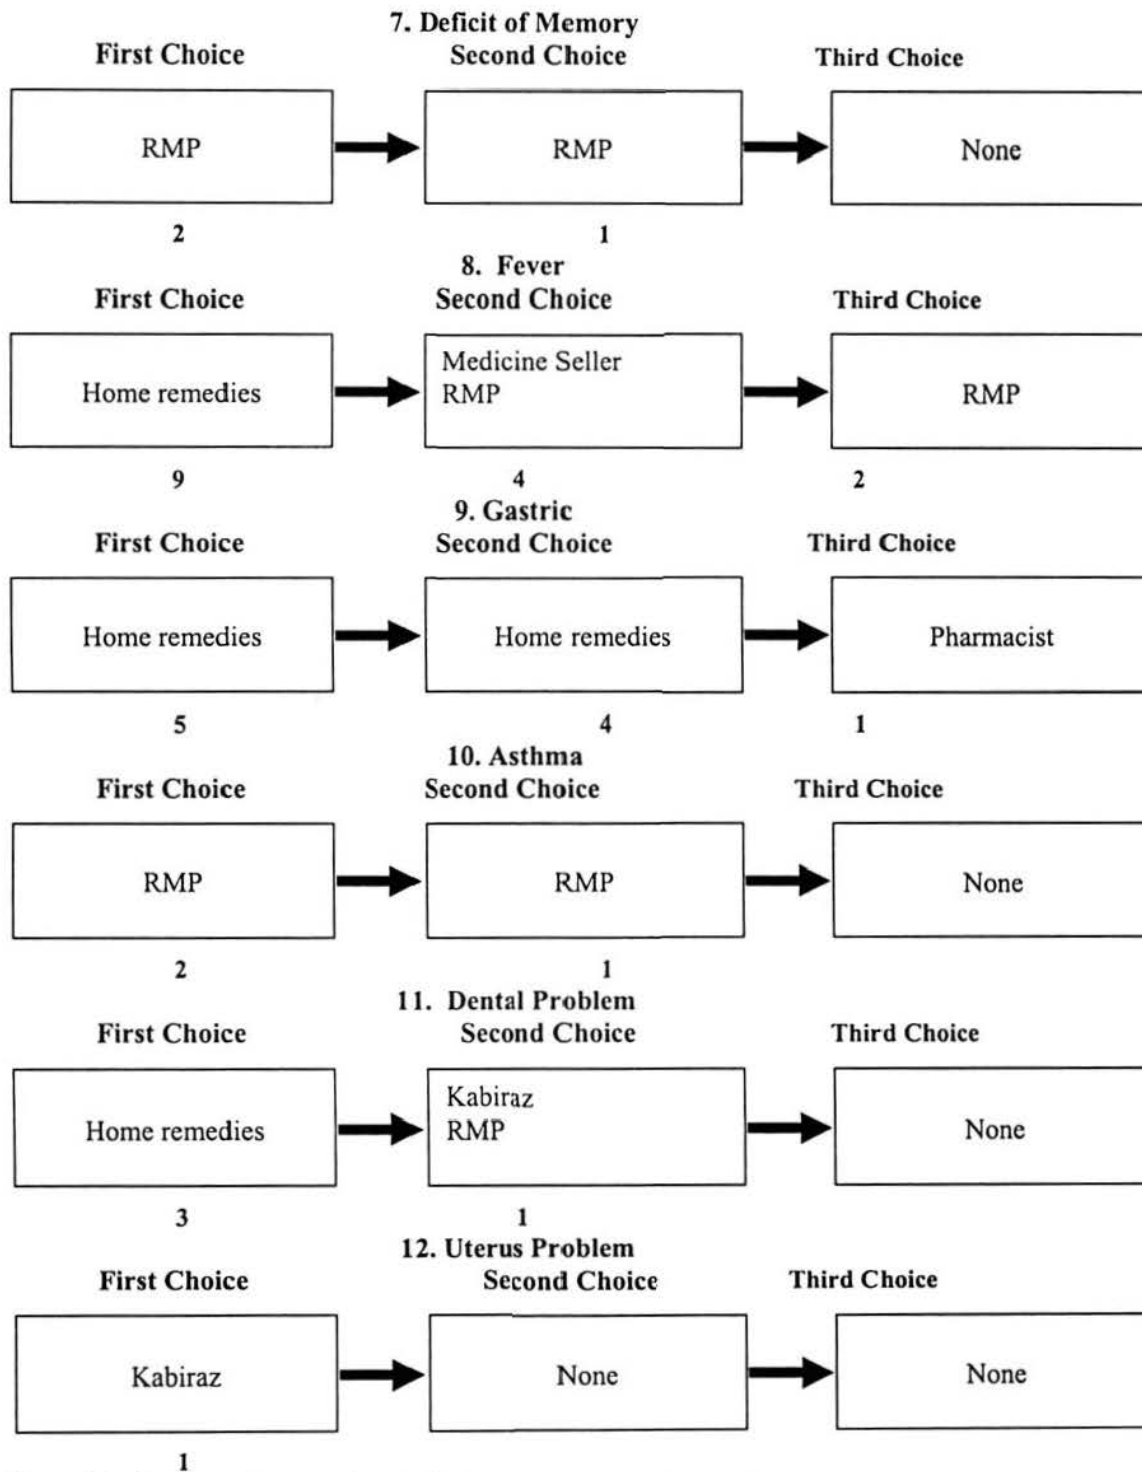 7. Deficit of Memory
First Choice Second Choice Third Choice
RMP RMP None
2 1
8. Fever
First Choice Second Choice Third Choice
Home remedies Medicine Seller RMP
RMP
9 4 2
9. Gastric
First Choice Second Choice Third Choice
Home remedies Home remedies Pharmacist
5 4 1
10. Asthma
First Choice Second Choice Third Choice
RMP RMP None
2 1
11. Dental Problem
First Choice Second Choice Third Choice
Home remedies Kabiraz None
RMP
3 1
12. Uterus Problem
First Choice Second Choice Third Choice
Kabiraz None None
1